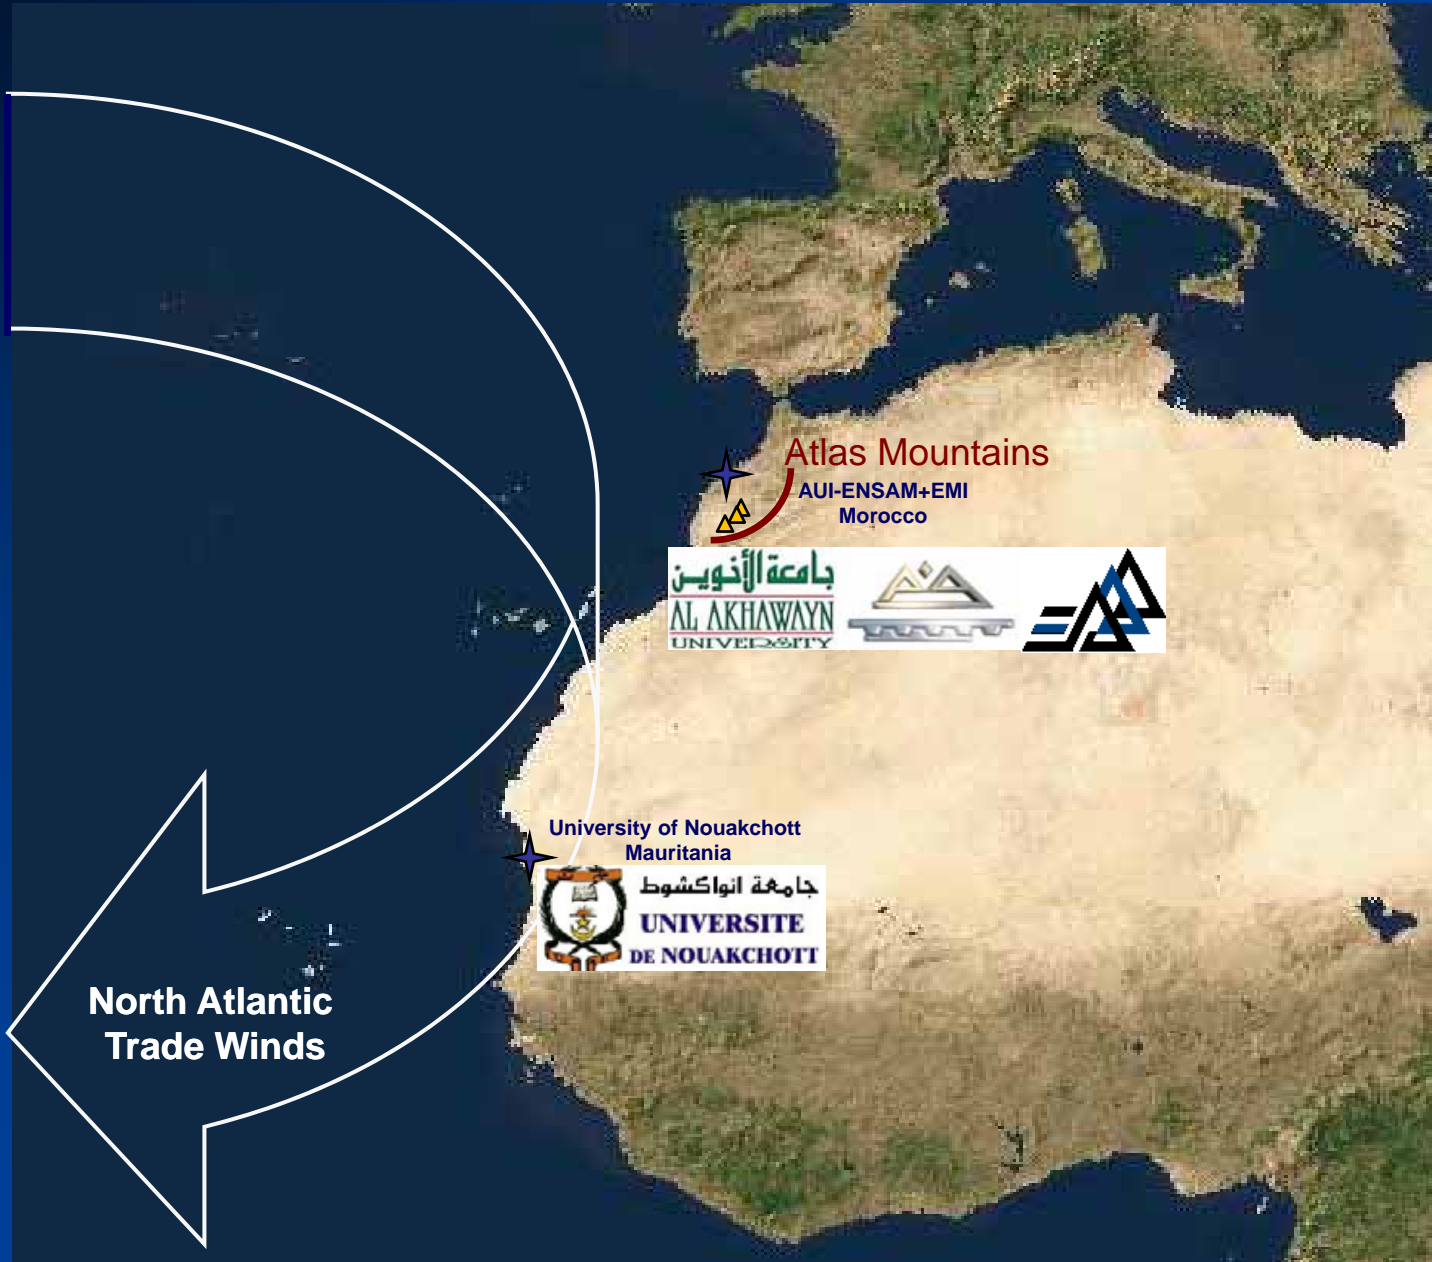 Atlas Mountains
AUI-ENSAM+EMI
Morocco
جامعة الأخوين
AL AKHAWAYN
UNIVERSITY
University of Nouakchott
Mauritania
جامعة انواكشوط
UNIVERSITE
DE NOUAKCHOTT
North Atlantic
Trade Winds